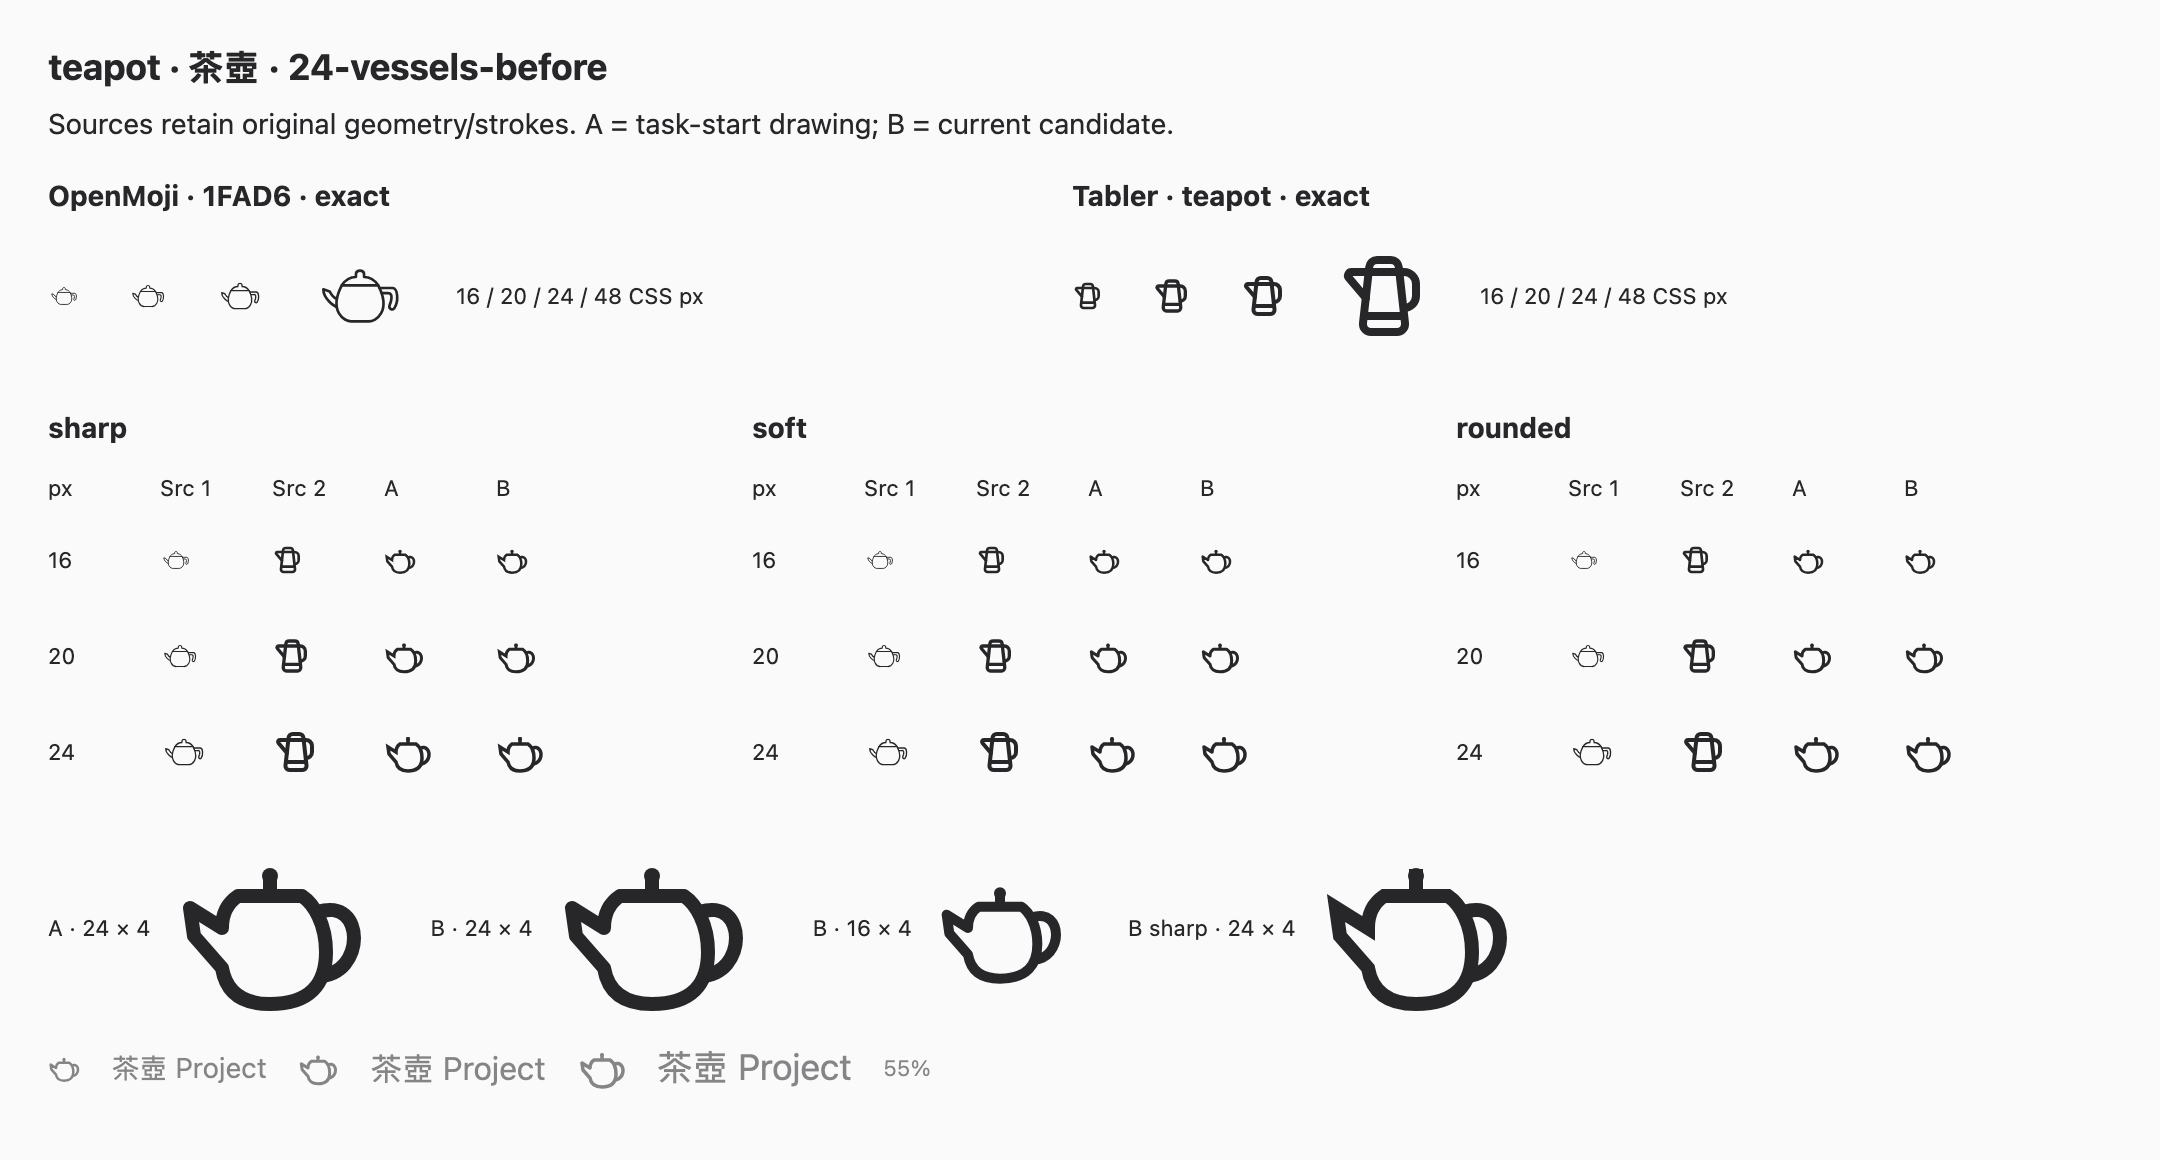 teapot · 茶壺 · 24-vessels-before
Sources retain original geometry/strokes. A = task-start drawing; B = current candidate.
OpenMoji · 1FAD6 · exact
16 / 20 / 24 / 48 CSS px
Tabler · teapot · exact
16 / 20 / 24 / 48 CSS px
sharp
px Src 1 Src 2 A B
16
20
24
soft
px Src 1 Src 2 A B
16
20
24
rounded
px Src 1 Src 2 A B
16
20
24
A · 24 × 4
B · 24 × 4
B · 16 × 4
B sharp · 24 × 4
茶壺 Project
茶壺 Project
茶壺 Project
55%